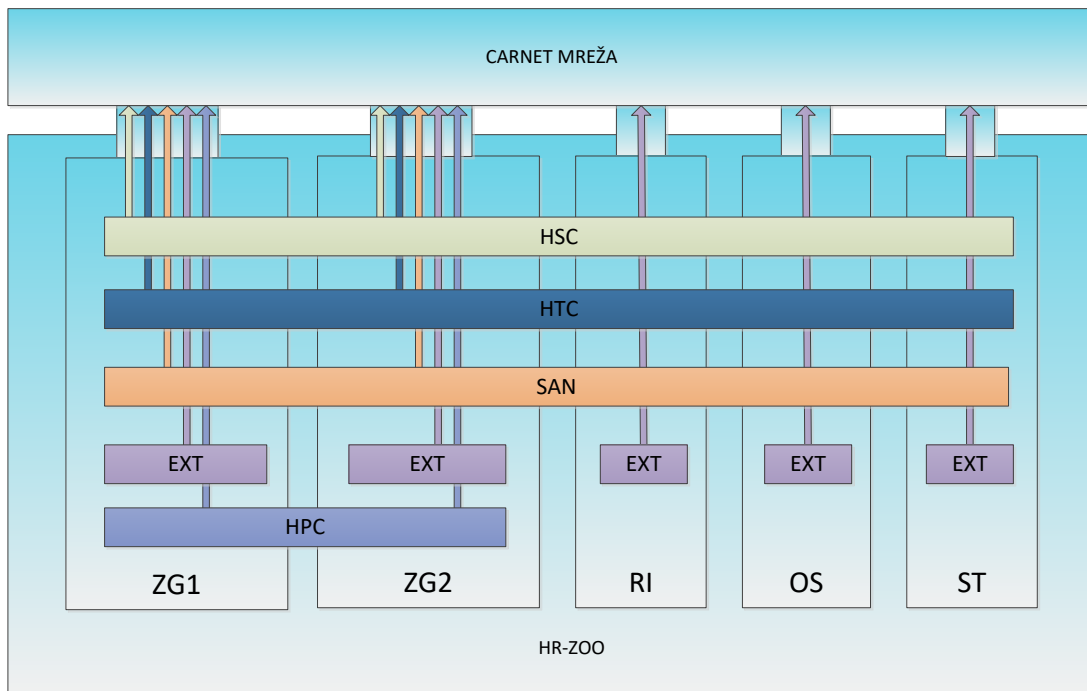 CARNET MREŽA
HSC
HTC
SAN
EXT
EXT
EXT
EXT
EXT
HPC
ZG1
ZG2
RI
OS
ST
HR-ZOO